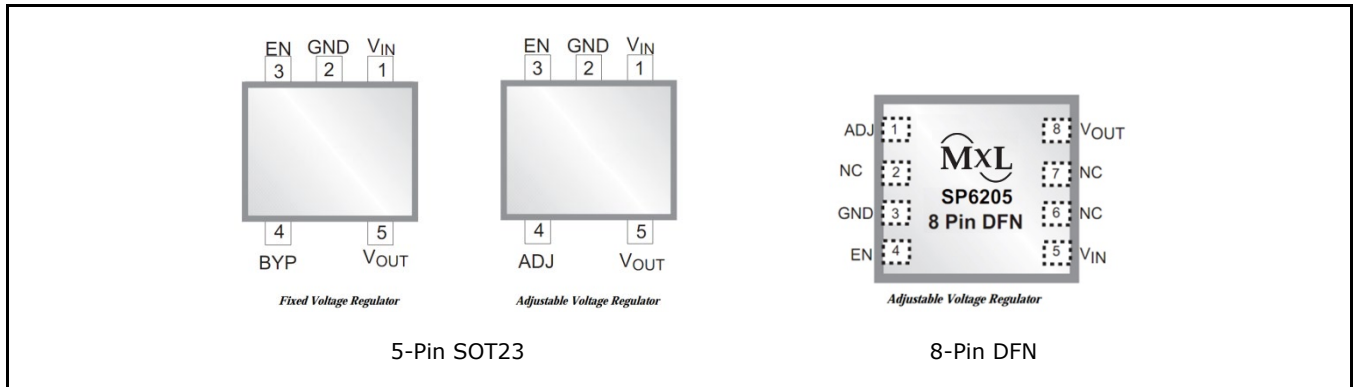 EN GND VIN
3 2 1
4 5
BYP VOUT
Fixed Voltage Regulator
EN GND VIN
3 2 1
4 5
ADJ VOUT
Adjustable Voltage Regulator
5-Pin SOT23
ADJ 1 8 VOUT
NC 2 7 NC
GND 3 6 NC
EN 4 5 VIN
MXL
SP6205
8 Pin DFN
Adjustable Voltage Regulator
8-Pin DFN